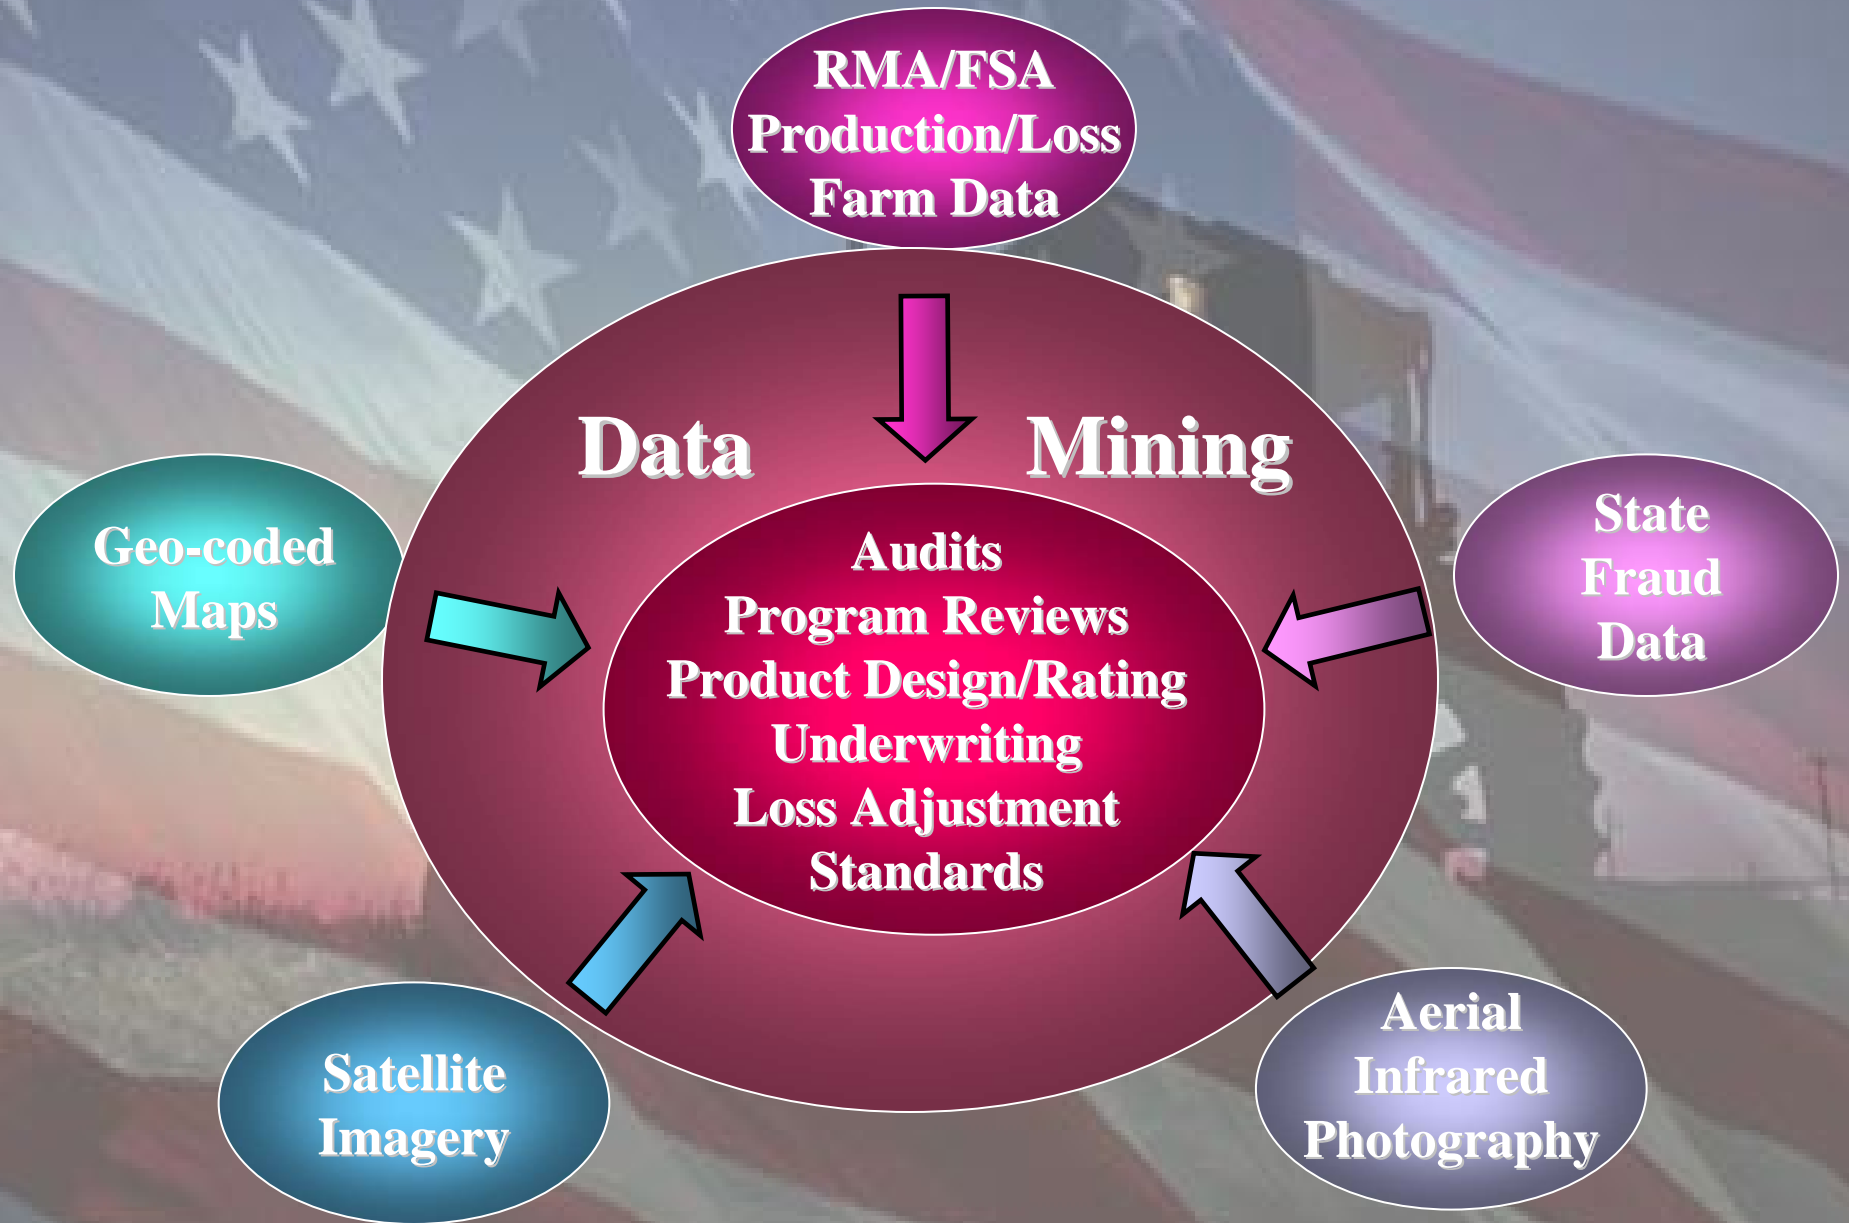 RMA/FSA
Production/Loss
Farm Data
Data Mining
Geo-coded
Maps
State
Fraud
Data
Audits
Program Reviews
Product Design/Rating
Underwriting
Loss Adjustment
Standards
Satellite
Imagery
Aerial
Infrared
Photography